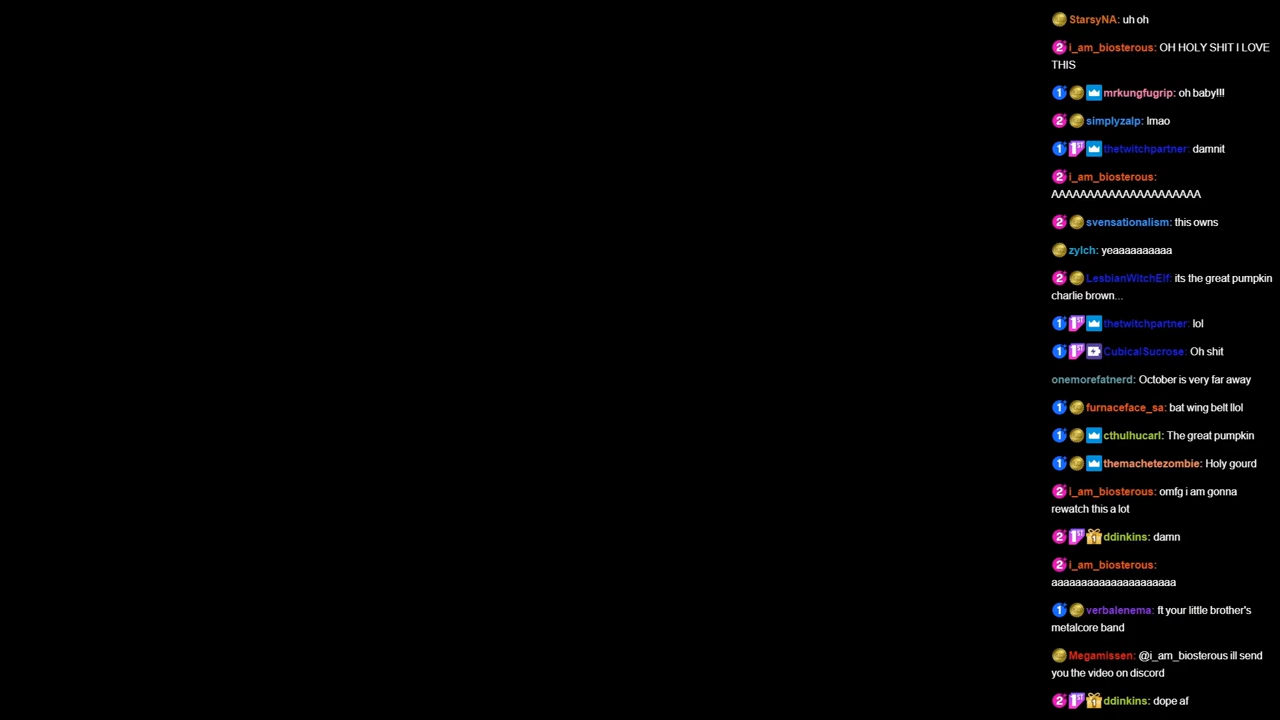 StarsyNA: uh oh
i_am_biosterous: OH HOLY SHIT I LOVE
THIS
mrkungfugrip: oh baby!!!
simplyzalp: lmao
thetwitchpartner: damnit
i_am_biosterous:
AAAAAAAAAAAAAAAAAAAAA
svensationalism: this owns
zylch: yeaaaaaaaaaa
LesbianWitchElf: its the great pumpkin
charlie brown...
thetwitchpartner: lol
CubicalSucrose: Oh shit
onemorefatnerd: October is very far away
furnaceface_sa: bat wing belt llol
cthulhucarl: The great pumpkin
themachetezombie: Holy gourd
i_am_biosterous: omfg i am gonna
rewatch this a lot
ddinkins: damn
i_am_biosterous:
aaaaaaaaaaaaaaaaaaaaa
verbalenema: ft your little brother's
metalcore band
Megamissen: @i_am_biosterous ill send
you the video on discord
ddinkins: dope af